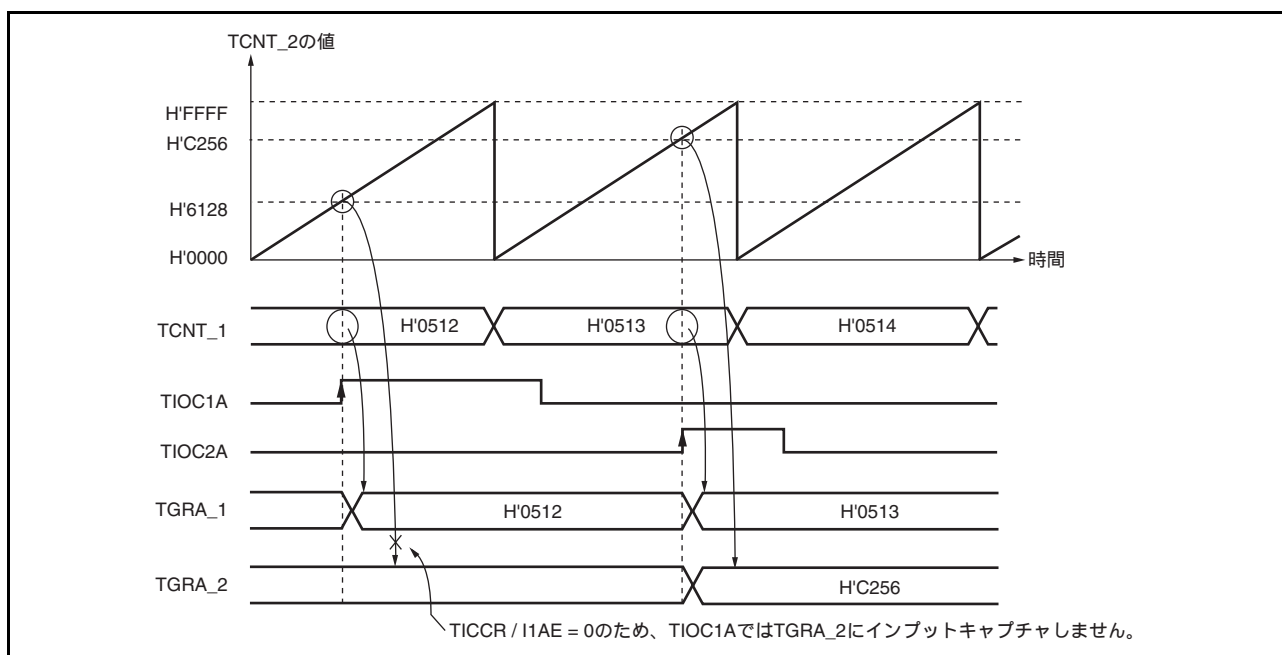 TCNT_2の値
H'FFFF
H'C256
H'6128
H'0000
時間
TCNT_1 H'0512 H'0513 H'0514
TIOC1A
TIOC2A
TGRA_1 H'0512 H'0513
TGRA_2 H'C256
TICCR / I1AE = 0のため、TIOC1AではTGRA_2にインプットキャプチャしません。